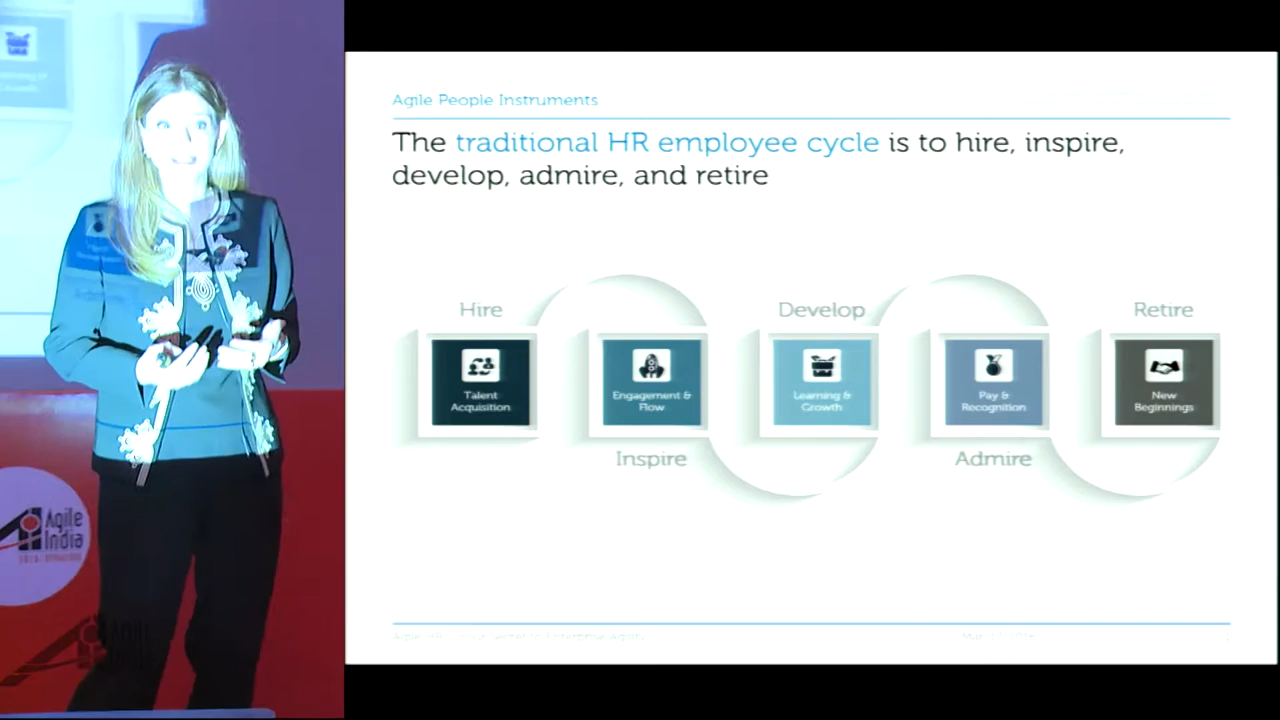 Agile People Instruments
The traditional HR employee cycle is to hire, inspire,
develop, admire, and retire
Hire
Develop
Retire
Talent
Acquisition
Engagement &
Flow
Learning &
Growth
Pay &
Recognition
New
Beginnings
Inspire
Admire
Agile
India